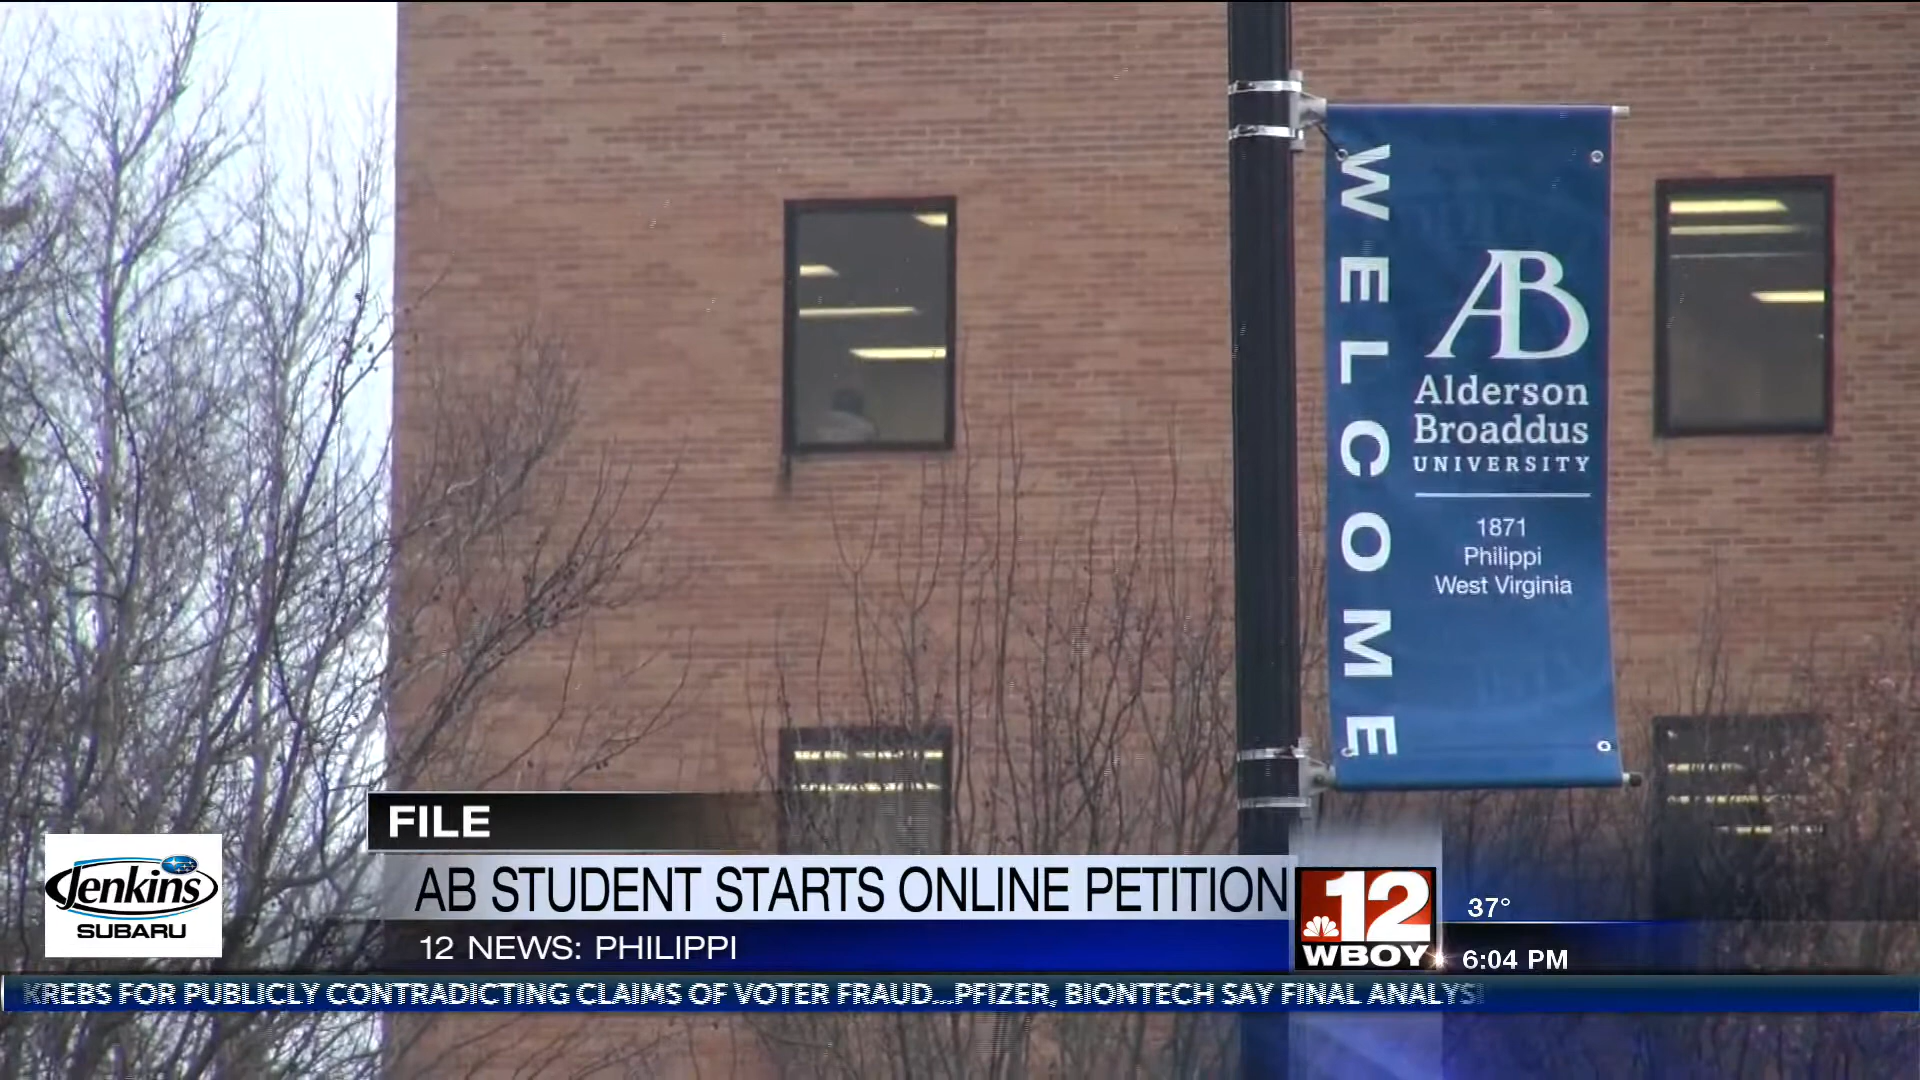 WELCOME
AB
Alderson
Broaddus
UNIVERSITY
1871
Philippi
West Virginia
FILE
AB STUDENT STARTS ONLINE PETITION
12 NEWS: PHILIPPI
Jenkins
SUBARU
12
WBOY
37°
6:04 PM
KREBS FOR PUBLICLY CONTRADICTING CLAIMS OF VOTER FRAUD...PFIZER, BIONTECH SAY FINAL ANALYS